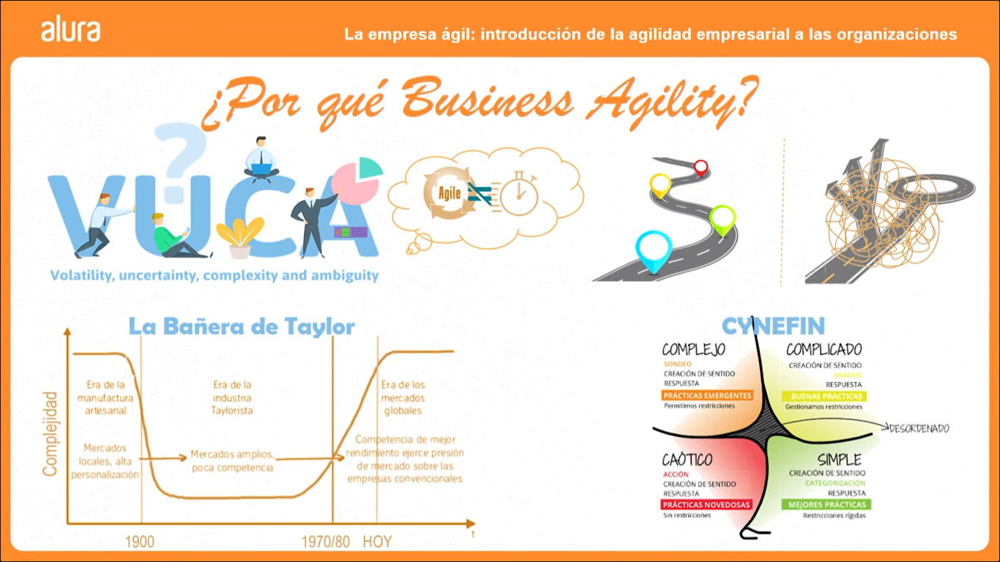 alura
La empresa ágil: introducción de la agilidad empresarial a las organizaciones
¿Por qué Business Agility?
VUCA
?
Volatility, uncertainty, complexity and ambiguity
Agile ≠
La Bañera de Taylor
Complejidad
Era de la
manufactura
artesanal
Era de la
industria
Taylorista
Era de los
mercados
globales
Mercados
locales, alta
personalización
Mercados amplios,
poca competencia
Competencia de mejor
rendimiento ejerce presión
de mercado sobre las
empresas convencionales
1900
1970/80
HOY
t
CYNEFIN
COMPLEJO
SONDEO
CREACIÓN DE SENTIDO
RESPUESTA
PRÁCTICAS EMERGENTES
Permitimos restricciones
COMPLICADO
CREACIÓN DE SENTIDO
ANÁLISIS
RESPUESTA
BUENAS PRÁCTICAS
Gestionamos restricciones
DESORDENADO
CAÓTICO
ACCIÓN
CREACIÓN DE SENTIDO
RESPUESTA
PRÁCTICAS NOVEDOSAS
Sin restricciones
SIMPLE
CREACIÓN DE SENTIDO
CATEGORIZACIÓN
RESPUESTA
MEJORES PRÁCTICAS
Restricciones rígidas